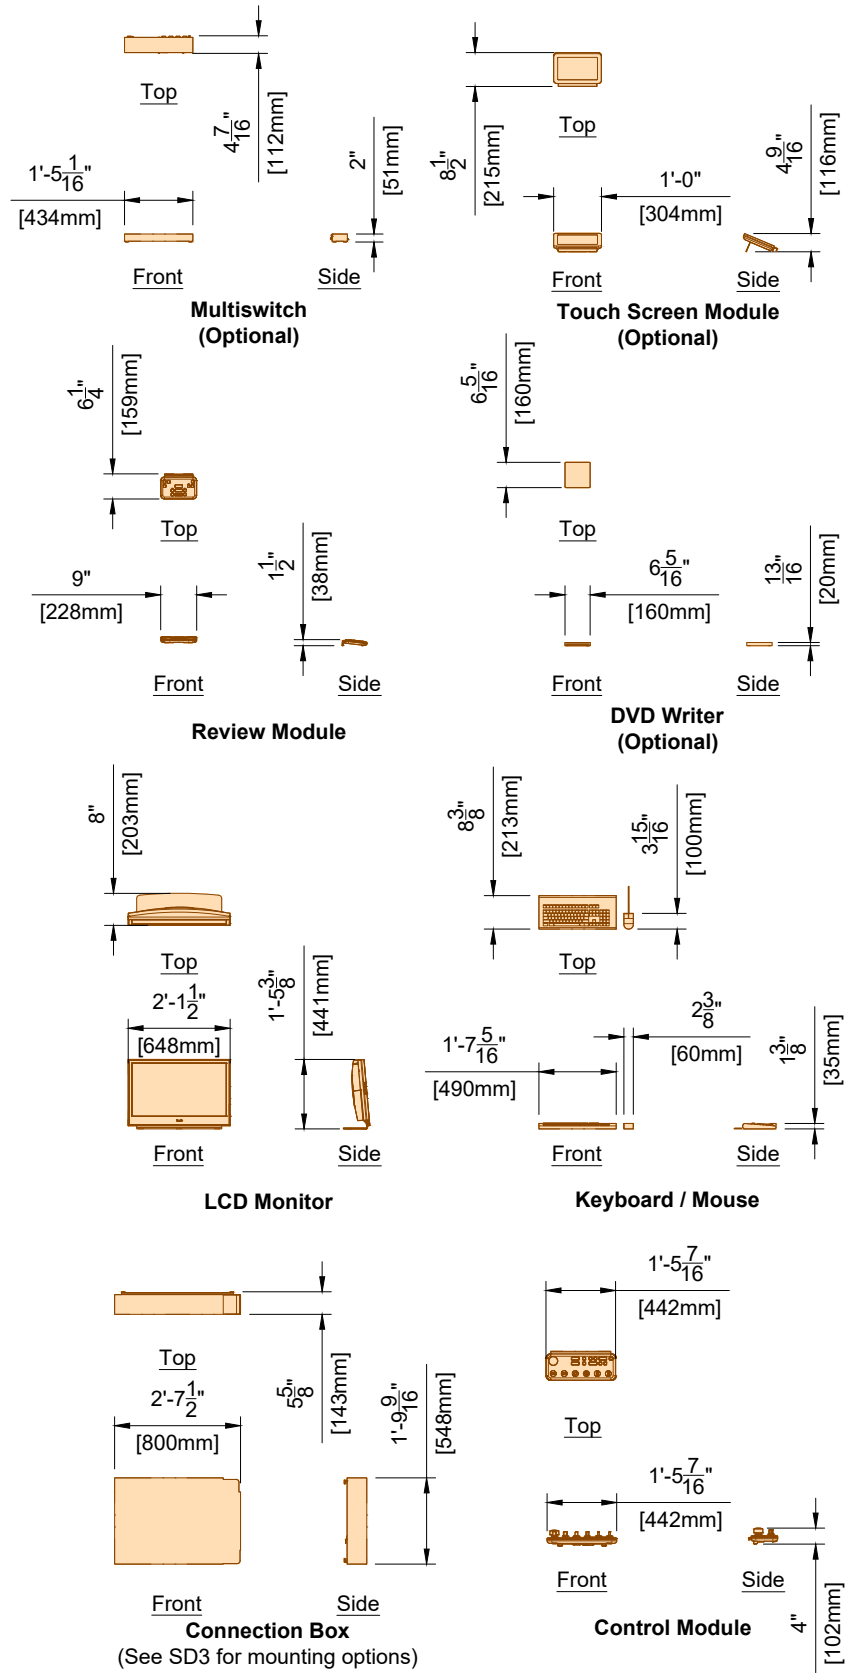 Top
4 7/16"
[112mm]
1'-5 1/16"
[434mm]
2"
[51mm]
Front
Side
Multiswitch
(Optional)
8 1/2"
[215mm]
Top
1'-0"
[304mm]
4 9/16"
[116mm]
Front
Side
Touch Screen Module
(Optional)
6 1/4"
[159mm]
Top
9"
[228mm]
1 1/2"
[38mm]
Front
Side
Review Module
6 5/16"
[160mm]
Top
6 5/16"
[160mm]
13/16"
[20mm]
Front
Side
DVD Writer
(Optional)
8"
[203mm]
Top
2'-1 1/2"
[648mm]
1'-5 3/8"
[441mm]
Front
Side
LCD Monitor
8 3/8"
[213mm]
3 15/16"
[100mm]
Top
1'-7 5/16"
[490mm]
2 3/8"
[60mm]
1 3/8"
[35mm]
Front
Side
Keyboard / Mouse
Top
5 5/8"
[143mm]
2'-7 1/2"
[800mm]
1'-9 9/16"
[548mm]
Front
Side
Connection Box
(See SD3 for mounting options)
1'-5 7/16"
[442mm]
Top
1'-5 7/16"
[442mm]
Front
Side
4"
[102mm]
Control Module